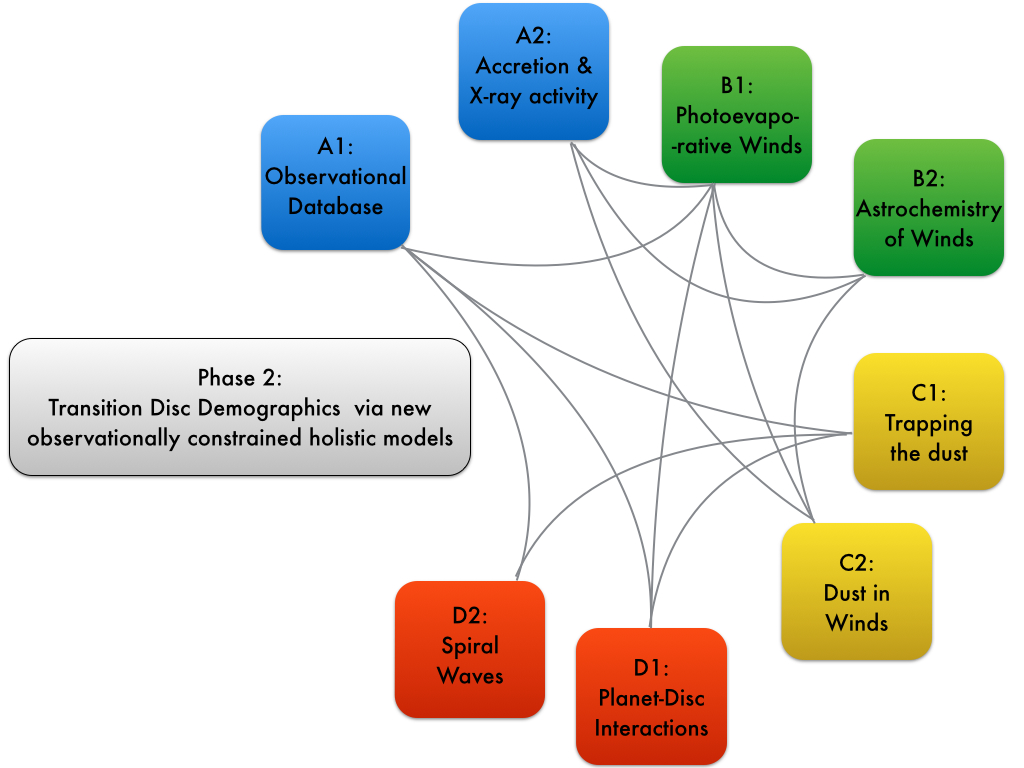 A2:
Accretion &
X-ray activity
B1:
Photoevapo-
-rative Winds
A1:
Observational
Database
B2:
Astrochemistry
of Winds
Phase 2:
Transition Disc Demographics via new
observationally constrained holistic models
C1:
Trapping
the dust
C2:
Dust in
Winds
D2:
Spiral
Waves
D1:
Planet-Disc
Interactions